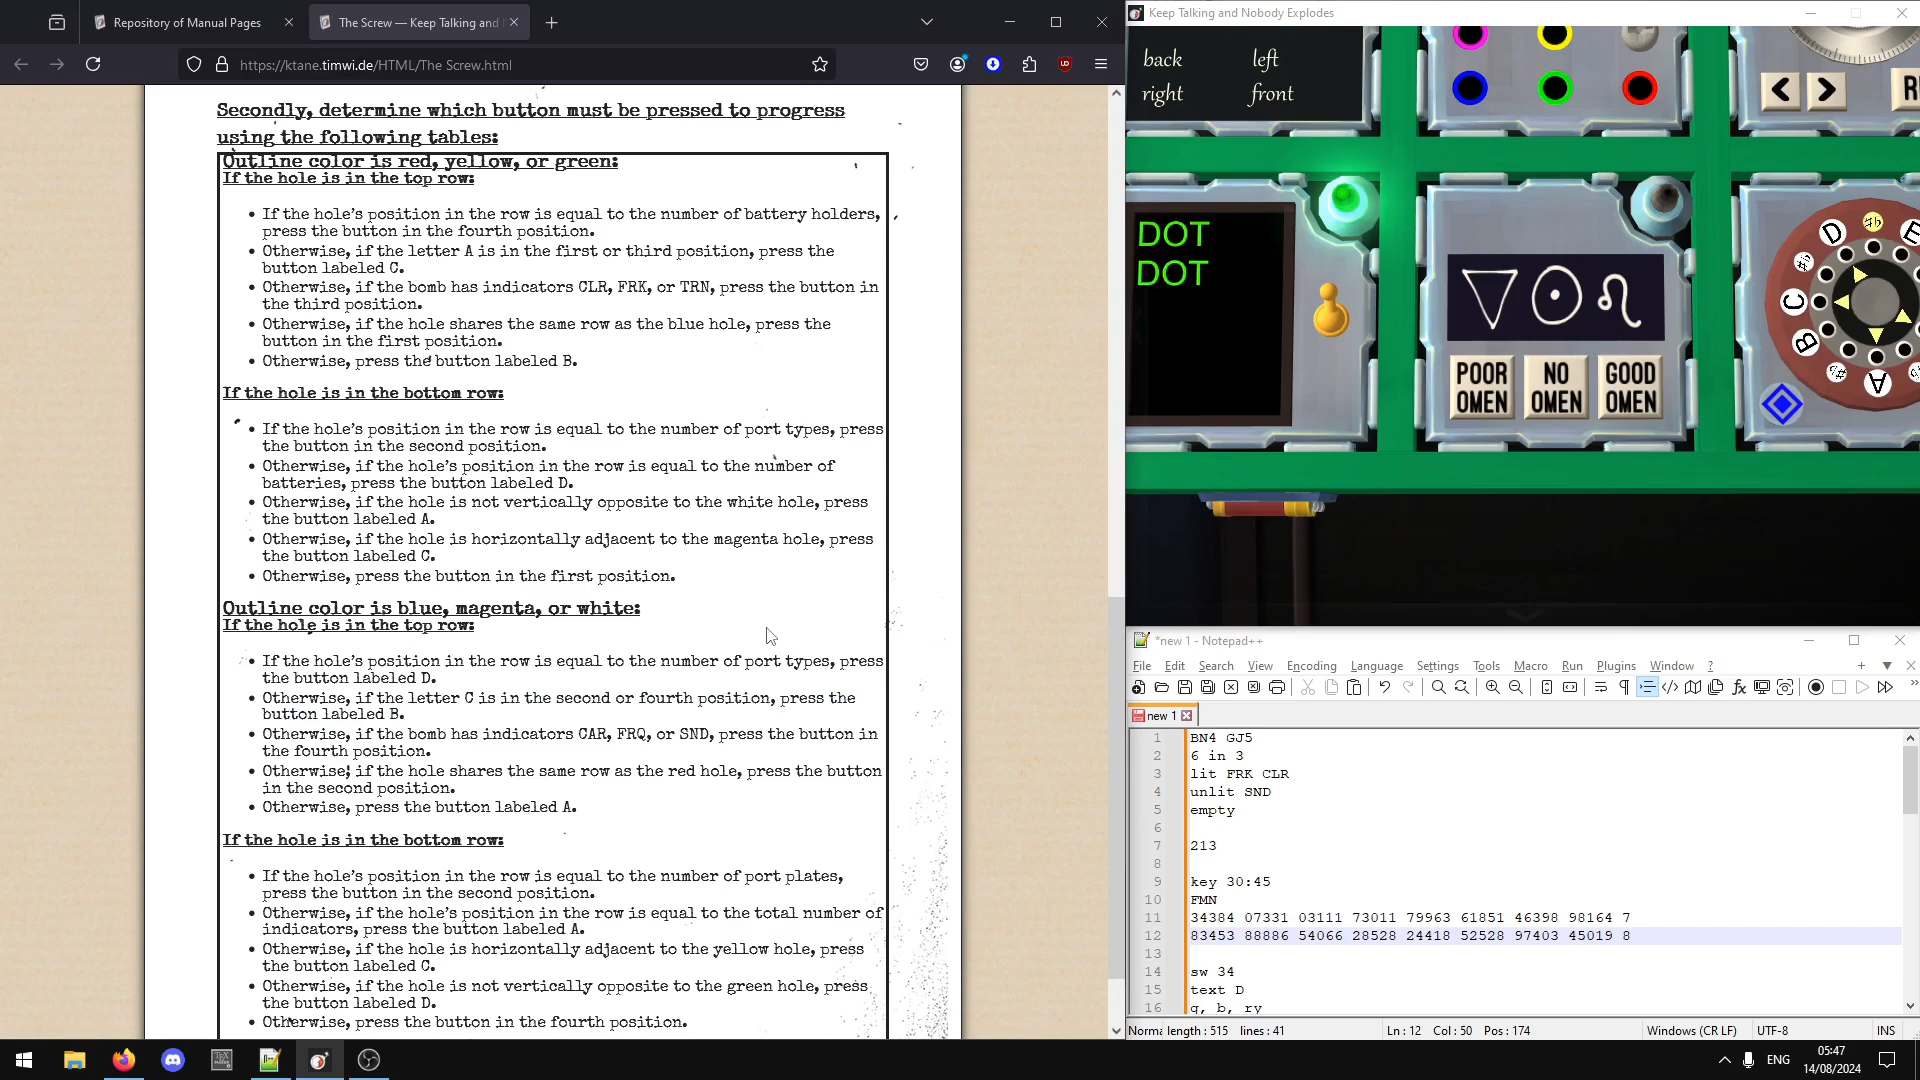 Repository of Manual Pages
The Screw — Keep Talking and
https://ktane.timwi.de/HTML/The Screw.html
Secondly, determine which button must be pressed to progress
using the following tables:
Outline color is red, yellow, or green:
If the hole is in the top row:
• If the hole’s position in the row is equal to the number of battery holders,
press the button in the fourth position.
• Otherwise, if the letter A is in the first or third position, press the
button labeled C.
• Otherwise, if the bomb has indicators CLR, FRK, or TRN, press the button in
the third position.
• Otherwise, if the hole shares the same row as the blue hole, press the
button in the first position.
• Otherwise, press the button labeled B.
If the hole is in the bottom row:
• If the hole’s position in the row is equal to the number of port types, press
the button in the second position.
• Otherwise, if the hole’s position in the row is equal to the number of
batteries, press the button labeled D.
• Otherwise, if the hole is not vertically opposite to the white hole, press
the button labeled A.
• Otherwise, if the hole is horizontally adjacent to the magenta hole, press
the button labeled C.
• Otherwise, press the button in the first position.
Outline color is blue, magenta, or white:
If the hole is in the top row:
• If the hole’s position in the row is equal to the number of port types, press
the button labeled D.
• Otherwise, if the letter C is in the second or fourth position, press the
button labeled B.
• Otherwise, if the bomb has indicators CAR, FRQ, or SND, press the button in
the fourth position.
• Otherwise, if the hole shares the same row as the red hole, press the button
in the second position.
• Otherwise, press the button labeled A.
If the hole is in the bottom row:
• If the hole’s position in the row is equal to the number of port plates,
press the button in the second position.
• Otherwise, if the hole’s position in the row is equal to the total number of
indicators, press the button labeled A.
• Otherwise, if the hole is horizontally adjacent to the yellow hole, press
the button labeled C.
• Otherwise, if the hole is not vertically opposite to the green hole, press
the button labeled D.
• Otherwise, press the button in the fourth position.
Keep Talking and Nobody Explodes
back left
right front
< >
DOT
DOT
POOR OMEN
NO OMEN
GOOD OMEN
D
C
B
A
*new 1 - Notepad++
File Edit Search View Encoding Language Settings Tools Macro Run Plugins Window ?
new 1
1 BN4 GJ5
2 6 in 3
3 lit FRK CLR
4 unlit SND
5 empty
6
7 213
8
9 key 30:45
10 FMN
11 34384 07331 03111 73011 79963 61851 46398 98164 7
12 83453 88886 54066 28528 24418 52528 97403 45019 8
13
14 sw 34
15 text D
16 g, b, ry
Norma length : 515 lines : 41 Ln : 12 Col : 50 Pos : 174 Windows (CR LF) UTF-8 INS
ENG
05:47
14/08/2024